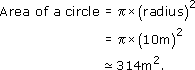 Area of a circle = π×(radius)²
= π×(10m)²
≃ 314m².